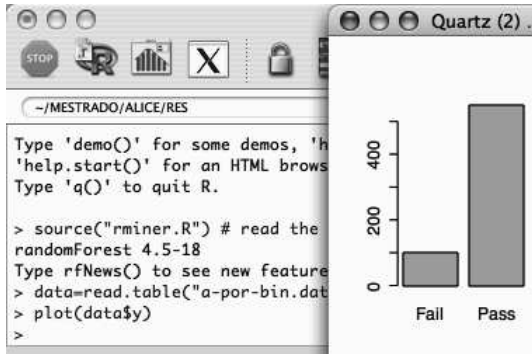 Quartz (2) .
STOP
R
X
~/MESTRADO/ALICE/RES
Type 'demo()' for some demos, 'h
'help.start()' for an HTML brows
Type 'q()' to quit R.
> source("rminer.R") # read the
randomForest 4.5-18
Type rfNews() to see new feature
> data=read.table("a-por-bin.dat
> plot(data$y)
>
400
200
0
Fail Pass